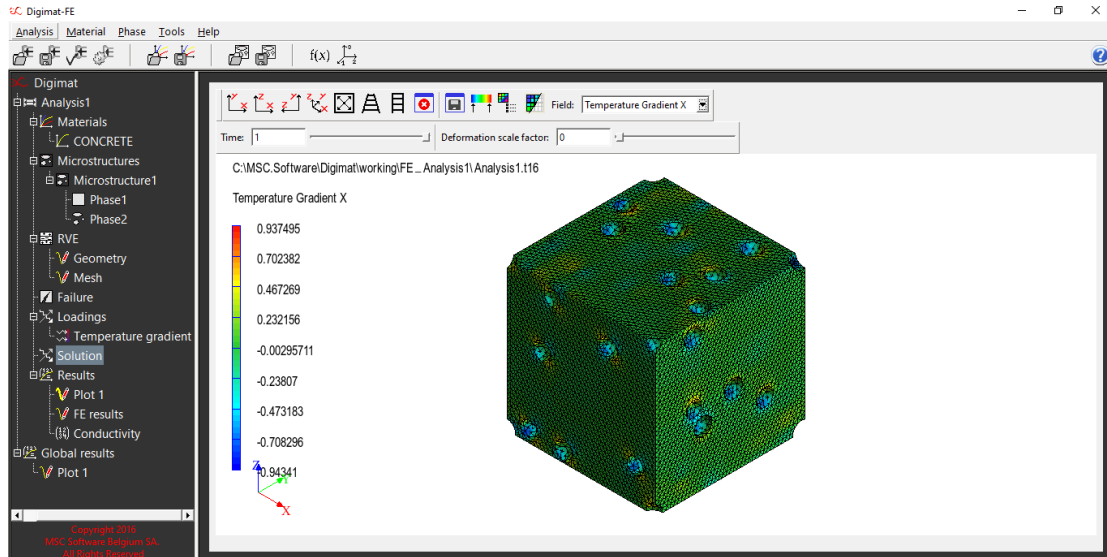 Digimat-FE
Analysis Material Phase Tools Help
f(x)
Digimat
Analysis1
Materials
CONCRETE
Microstructures
Microstructure1
Phase1
Phase2
RVE
Geometry
Mesh
Failure
Loadings
Temperature gradient
Solution
Results
Plot 1
FE results
Conductivity
Global results
Plot 1
Copyright 2016
MSC Software Belgium SA.
All Rights Reserved
Field: Temperature Gradient X
Time: 1 Deformation scale factor: 0
C:\MSC.Software\Digimat\working\FE_Analysis1\Analysis1.t16
Temperature Gradient X
0.937495
0.702382
0.467269
0.232156
-0.00295711
-0.23807
-0.473183
-0.708296
-0.94341
Z
Y
X